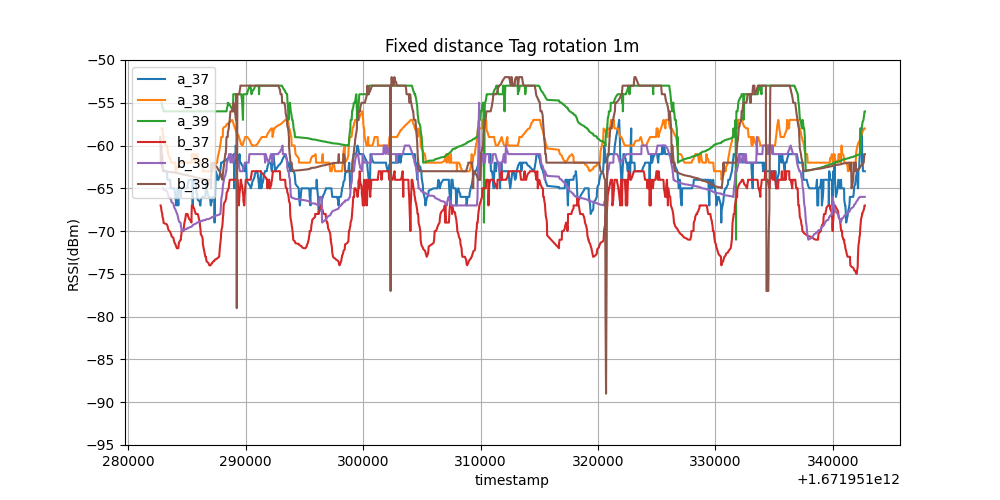 Fixed distance Tag rotation 1m
−50
−55
−60
−65
−70
−75
−80
−85
−90
−95
RSSI(dBm)
a_37
a_38
a_39
b_37
b_38
b_39
280000 290000 300000 310000 320000 330000 340000
timestamp
+1.671951e12